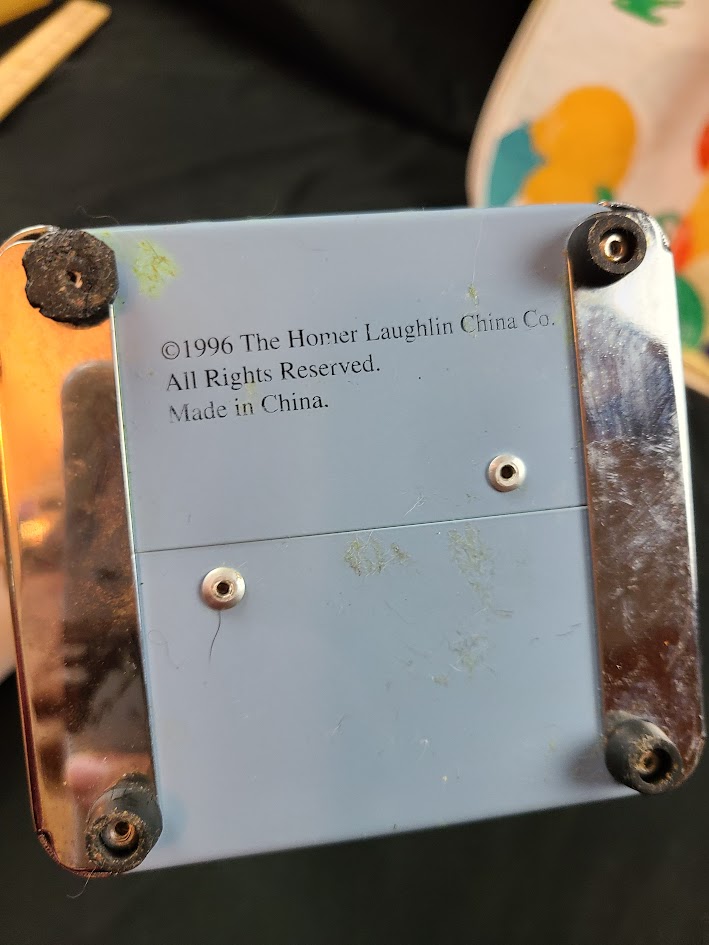 ©1996 The Homer Laughlin China Co.
All Rights Reserved.
Made in China.